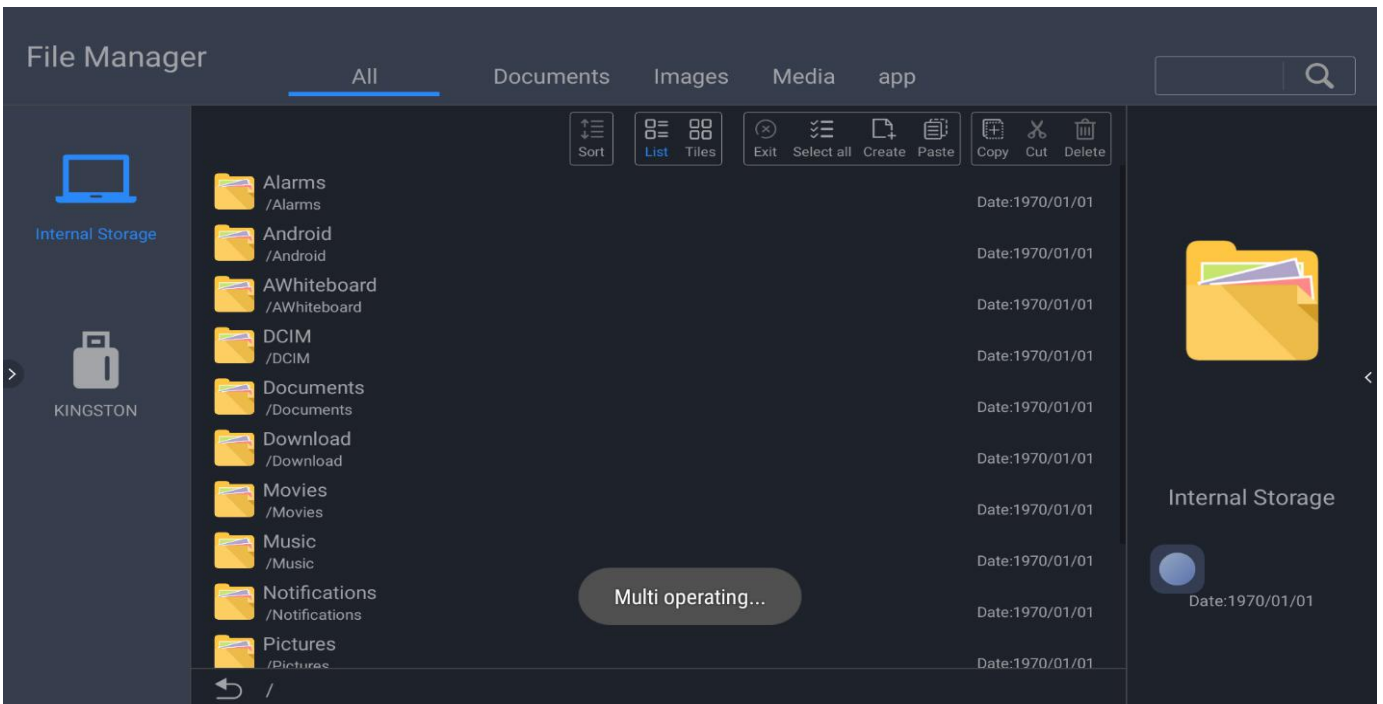 File Manager
All Documents Images Media app
Sort List Tiles Exit Select all Create Paste Copy Cut Delete
Internal Storage
KINGSTON
Alarms
/Alarms Date:1970/01/01
Android
/Android Date:1970/01/01
AWhiteboard
/AWhiteboard Date:1970/01/01
DCIM
/DCIM Date:1970/01/01
Documents
/Documents Date:1970/01/01
Download
/Download Date:1970/01/01
Movies
/Movies Date:1970/01/01
Music
/Music Date:1970/01/01
Notifications
/Notifications Date:1970/01/01
Pictures
/Pictures Date:1970/01/01
Multi operating...
/
Internal Storage
Date:1970/01/01